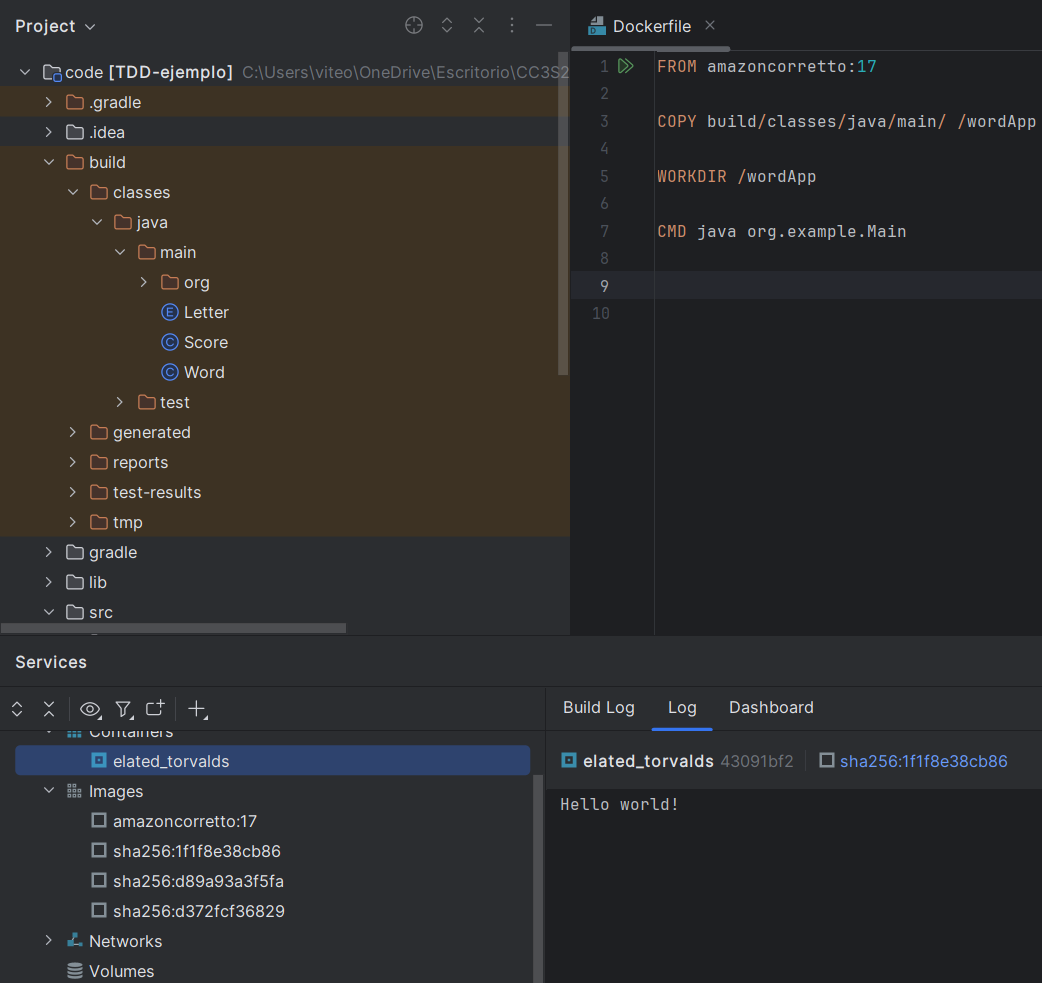 Project
code [TDD-ejemplo] C:\Users\viteo\OneDrive\Escritorio\CC3S2
.gradle
.idea
build
classes
java
main
org
E Letter
C Score
C Word
test
generated
reports
test-results
tmp
gradle
lib
src
Dockerfile
1 FROM amazoncorretto:17
2
3 COPY build/classes/java/main/ /wordApp
4
5 WORKDIR /wordApp
6
7 CMD java org.example.Main
8
9
10
Services
Containers
elated_torvalds
Images
amazoncorretto:17
sha256:1f1f8e38cb86
sha256:d89a93a3f5fa
sha256:d372fcf36829
Networks
Volumes
Build Log Log Dashboard
elated_torvalds 43091bf2 sha256:1f1f8e38cb86
Hello world!